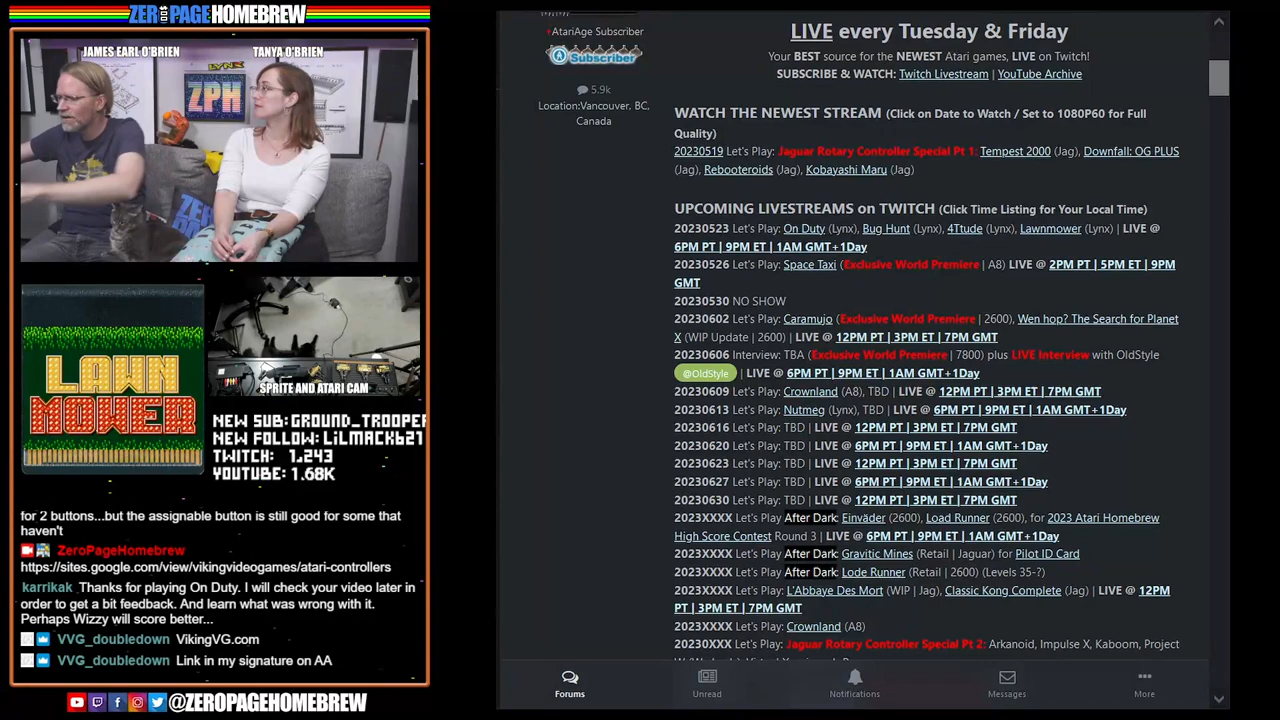 ZERO PAGE HOMEBREW
JAMES EARL O'BRIEN
TANYA O'BRIEN
LYNX
ZPH
ZERO
PAGE
LAWN
MOWER
SPRITE AND ATARI CAM
NEW SUB: GROUND_TROOPER
NEW FOLLOW: LILMACK621
TWITCH: 1,243
YOUTUBE: 1.68K
for 2 buttons...but the assignable button is still good for some that
haven't
ZeroPageHomebrew
https://sites.google.com/view/vikingvideogames/atari-controllers
karrikak Thanks for playing On Duty. I will check your video later in
order to get a bit feedback. And learn what was wrong with it.
Perhaps Wizzy will score better...
VVG_doubledown VikingVG.com
VVG_doubledown Link in my signature on AA
@ZEROPAGEHOMEBREW
AtariAge Subscriber
Subscriber
5.9k
Location:Vancouver, BC,
Canada
LIVE every Tuesday & Friday
Your BEST source for the NEWEST Atari games, LIVE on Twitch!
SUBSCRIBE & WATCH: Twitch Livestream | YouTube Archive
WATCH THE NEWEST STREAM (Click on Date to Watch / Set to 1080P60 for Full
Quality)
20230519 Let's Play: Jaguar Rotary Controller Special Pt 1: Tempest 2000 (Jag), Downfall: OG PLUS
(Jag), Rebooteroids (Jag), Kobayashi Maru (Jag)
UPCOMING LIVESTREAMS on TWITCH (Click Time Listing for Your Local Time)
20230523 Let's Play: On Duty (Lynx), Bug Hunt (Lynx), 4Ttude (Lynx), Lawnmower (Lynx) | LIVE @
6PM PT | 9PM ET | 1AM GMT+1Day
20230526 Let's Play: Space Taxi (Exclusive World Premiere | A8) LIVE @ 2PM PT | 5PM ET | 9PM
GMT
20230530 NO SHOW
20230602 Let's Play: Caramujo (Exclusive World Premiere | 2600), Wen hop? The Search for Planet
X (WIP Update | 2600) | LIVE @ 12PM PT | 3PM ET | 7PM GMT
20230606 Interview: TBA (Exclusive World Premiere | 7800) plus LIVE Interview with OldStyle
@OldStyle | LIVE @ 6PM PT | 9PM ET | 1AM GMT+1Day
20230609 Let's Play: Crownland (A8), TBD | LIVE @ 12PM PT | 3PM ET | 7PM GMT
20230613 Let's Play: Nutmeg (Lynx), TBD | LIVE @ 6PM PT | 9PM ET | 1AM GMT+1Day
20230616 Let's Play: TBD | LIVE @ 12PM PT | 3PM ET | 7PM GMT
20230620 Let's Play: TBD | LIVE @ 6PM PT | 9PM ET | 1AM GMT+1Day
20230623 Let's Play: TBD | LIVE @ 12PM PT | 3PM ET | 7PM GMT
20230627 Let's Play: TBD | LIVE @ 6PM PT | 9PM ET | 1AM GMT+1Day
20230630 Let's Play: TBD | LIVE @ 12PM PT | 3PM ET | 7PM GMT
2023XXXX Let's Play After Dark: Einväder (2600), Load Runner (2600), for 2023 Atari Homebrew
High Score Contest Round 3 | LIVE @ 6PM PT | 9PM ET | 1AM GMT+1Day
2023XXXX Let's Play After Dark: Gravitic Mines (Retail | Jaguar) for Pilot ID Card
2023XXXX Let's Play After Dark: Lode Runner (Retail | 2600) (Levels 35-?)
2023XXXX Let's Play: L'Abbaye Des Mort (WIP | Jag), Classic Kong Complete (Jag) | LIVE @ 12PM
PT | 3PM ET | 7PM GMT
2023XXXX Let's Play: Crownland (A8)
20230XXX Let's Play: Jaguar Rotary Controller Special Pt 2: Arkanoid, Impulse X, Kaboom, Project
Forums
Unread
Notifications
Messages
More